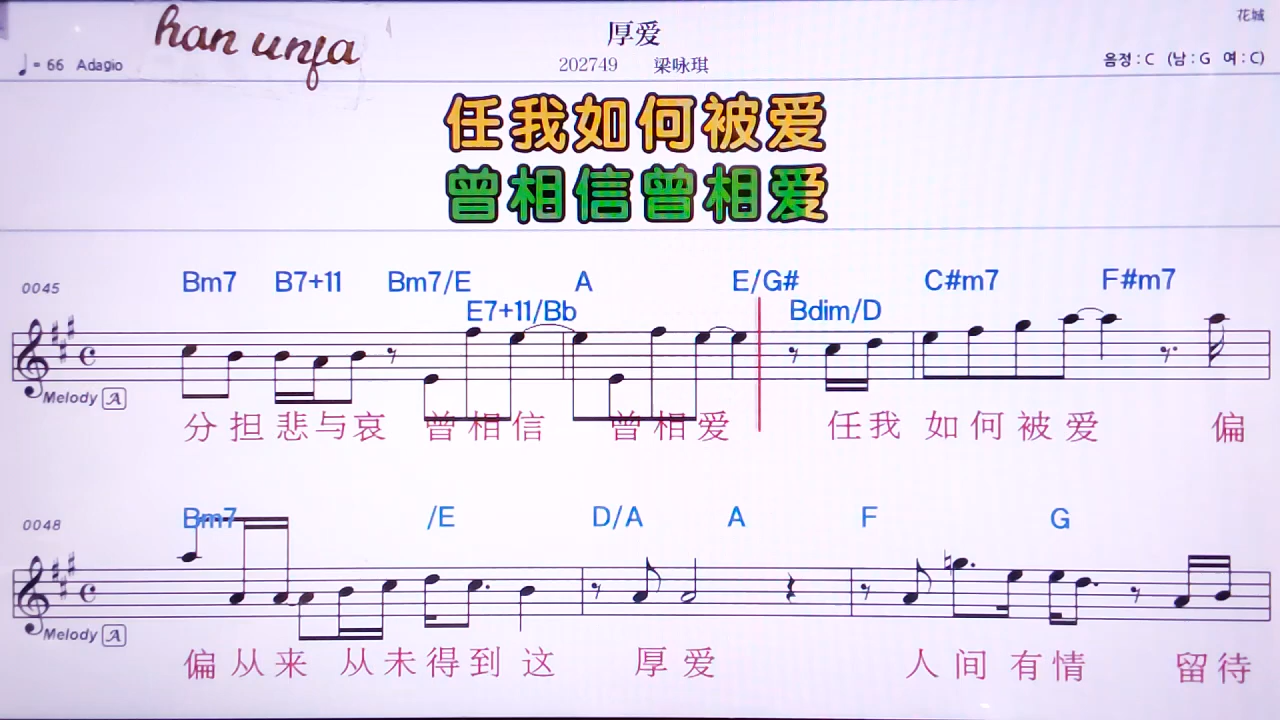 han unfa
厚爱
花城
♩= 66 Adagio
202749 梁咏琪
음정 : C (남 : G 여 : C)
任我如何被爱
曾相信曾相爱
0045 Bm7 B7+11 Bm7/E A E/G# C#m7 F#m7
E7+11/Bb Bdim/D
Melody A
分担悲与哀 曾相信 曾相爱 任我如何被爱 偏
0048 Bm7 /E D/A A F G
Melody A
偏从来 从未得到这 厚爱 人间有情 留待